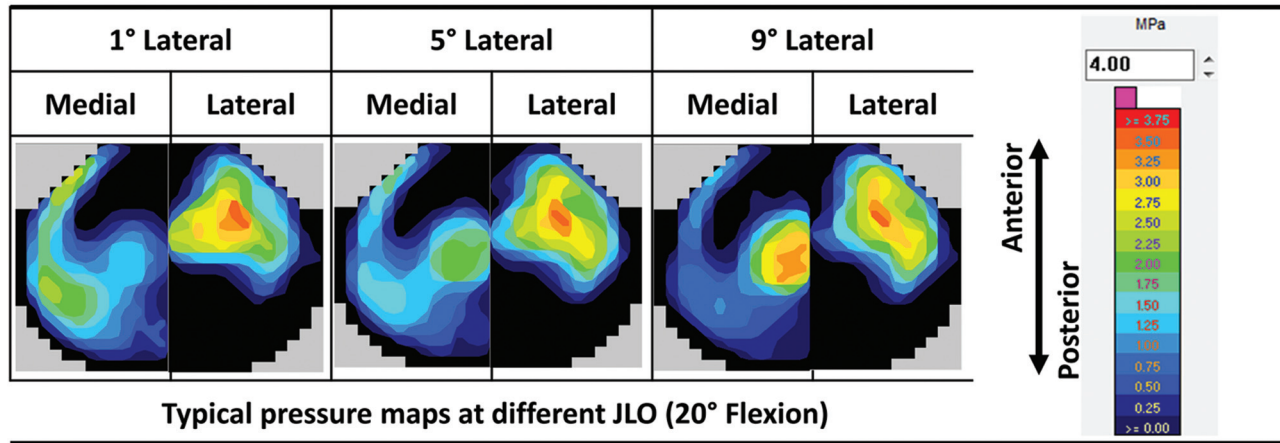 1° Lateral 5° Lateral 9° Lateral
Medial Lateral Medial Lateral Medial Lateral
Typical pressure maps at different JLO (20° Flexion)
Anterior
Posterior
MPa
4.00
>= 3.75
3.50
3.25
3.00
2.75
2.50
2.25
2.00
1.75
1.50
1.25
1.00
0.75
0.50
0.25
>= 0.00